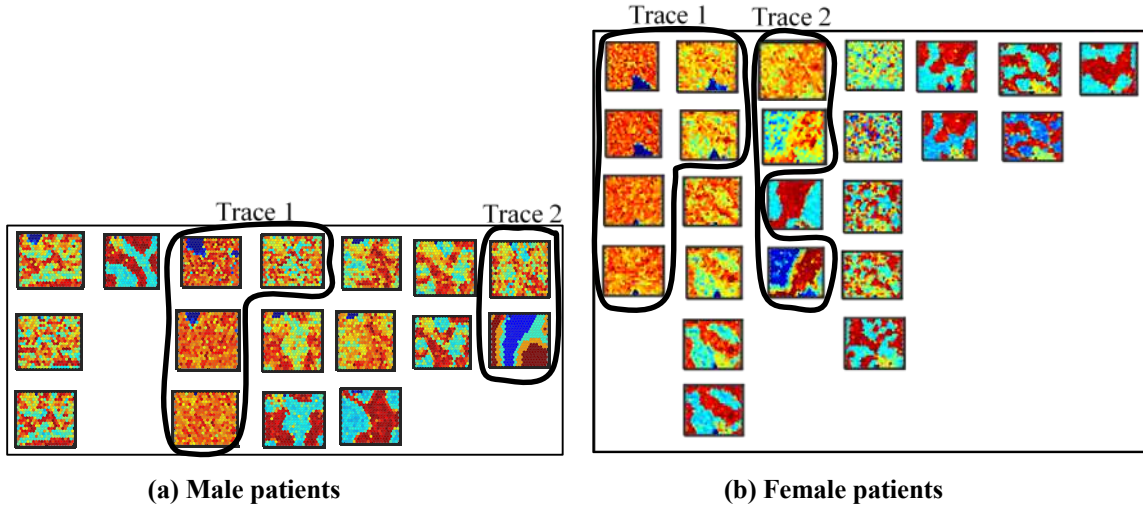 Trace 1
Trace 2
(a) Male patients
Trace 1
Trace 2
(b) Female patients